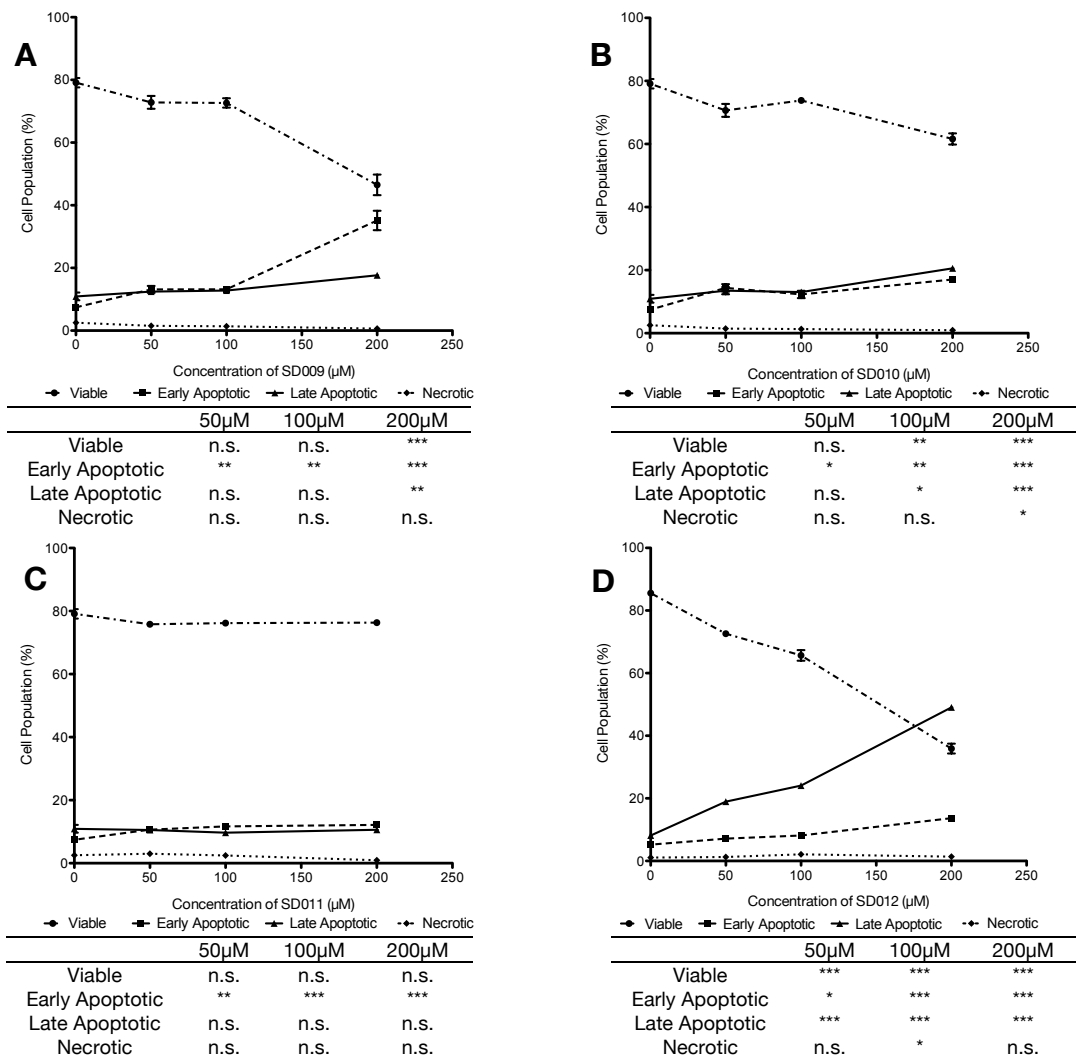 A
Cell Population (%)
100
80
60
40
20
0
0 50 100 150 200 250
Concentration of SD009 (µM)
Viable Early Apoptotic Late Apoptotic Necrotic
50µM 100µM 200µM
Viable n.s. n.s. ***
Early Apoptotic ** ** ***
Late Apoptotic n.s. n.s. **
Necrotic n.s. n.s. n.s.
B
Cell Population (%)
100
80
60
40
20
0
0 50 100 150 200 250
Concentration of SD010 (µM)
Viable Early Apoptotic Late Apoptotic Necrotic
50µM 100µM 200µM
Viable n.s. ** ***
Early Apoptotic * ** ***
Late Apoptotic n.s. * ***
Necrotic n.s. n.s. *
C
Cell Population (%)
100
80
60
40
20
0
0 50 100 150 200 250
Concentration of SD011 (µM)
Viable Early Apoptotic Late Apoptotic Necrotic
50µM 100µM 200µM
Viable n.s. n.s. n.s.
Early Apoptotic ** *** ***
Late Apoptotic n.s. n.s. n.s.
Necrotic n.s. n.s. n.s.
D
Cell Population (%)
100
80
60
40
20
0
0 50 100 150 200 250
Concentration of SD012 (µM)
Viable Early Apoptotic Late Apoptotic Necrotic
50µM 100µM 200µM
Viable *** *** ***
Early Apoptotic * *** ***
Late Apoptotic *** *** ***
Necrotic n.s. * n.s.